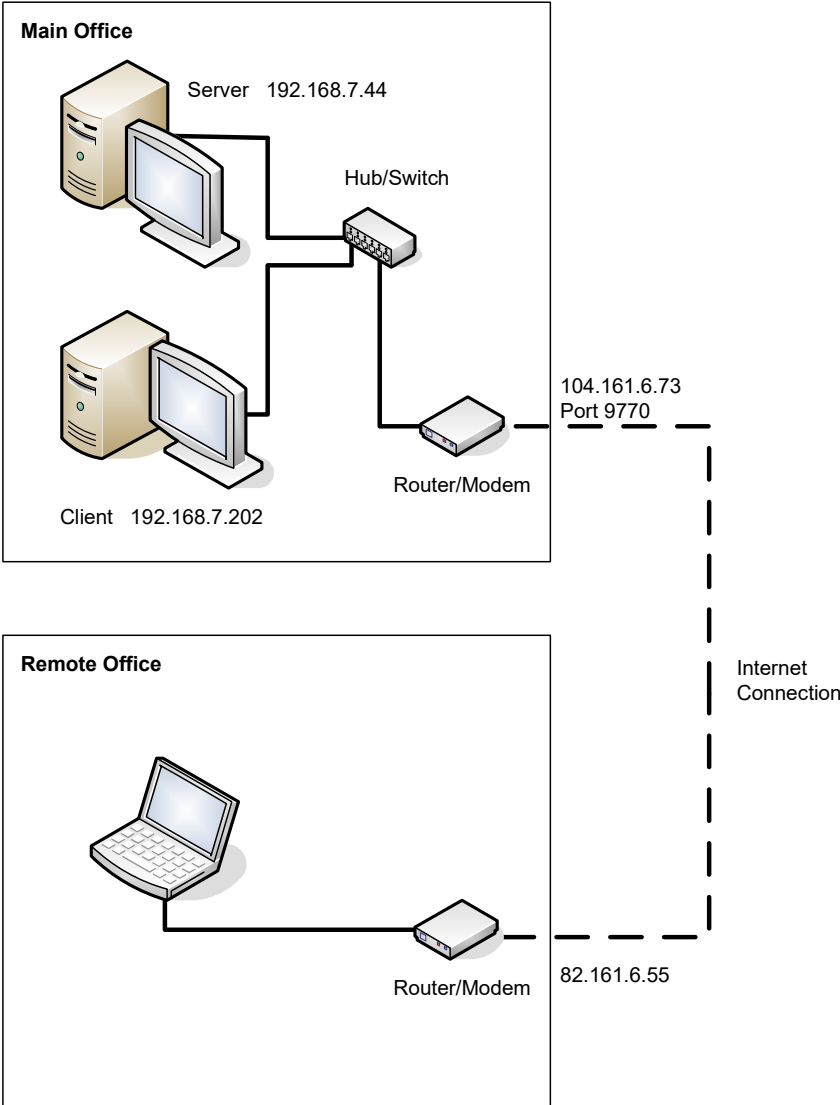 Main Office
Server 192.168.7.44
Hub/Switch
104.161.6.73
Port 9770
Router/Modem
Client 192.168.7.202
Remote Office
Internet
Connection
82.161.6.55
Router/Modem